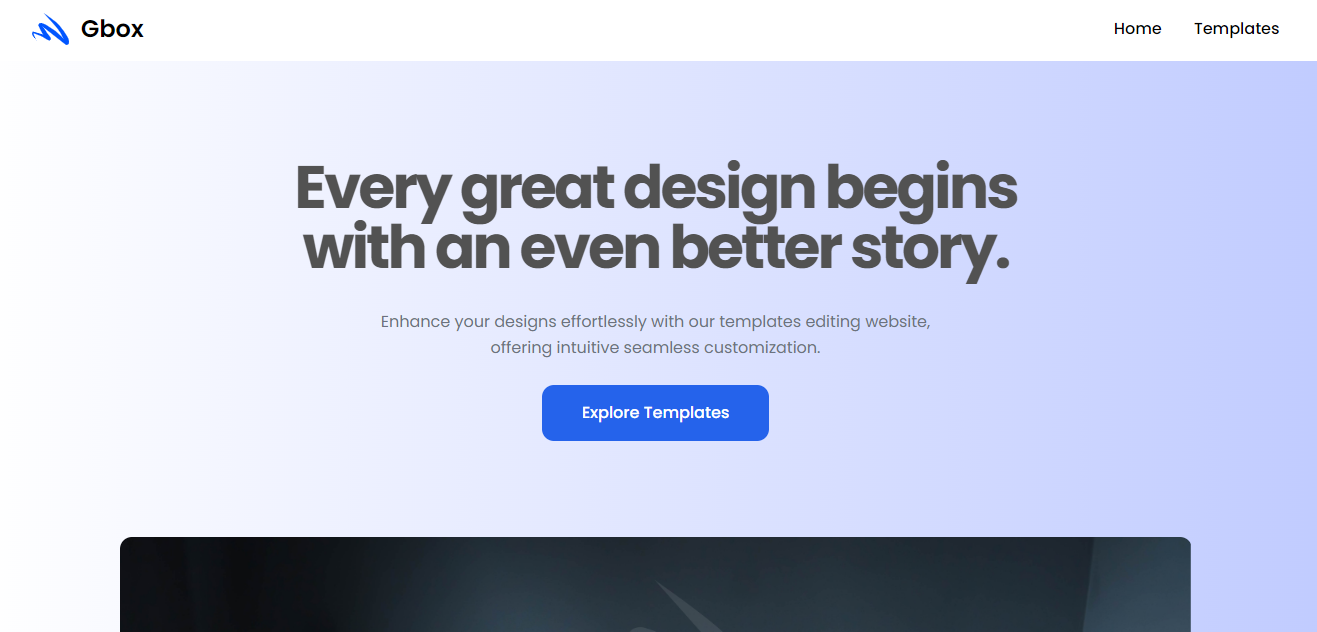 Gbox
Home Templates
Every great design begins
with an even better story.
Enhance your designs effortlessly with our templates editing website,
offering intuitive seamless customization.
Explore Templates